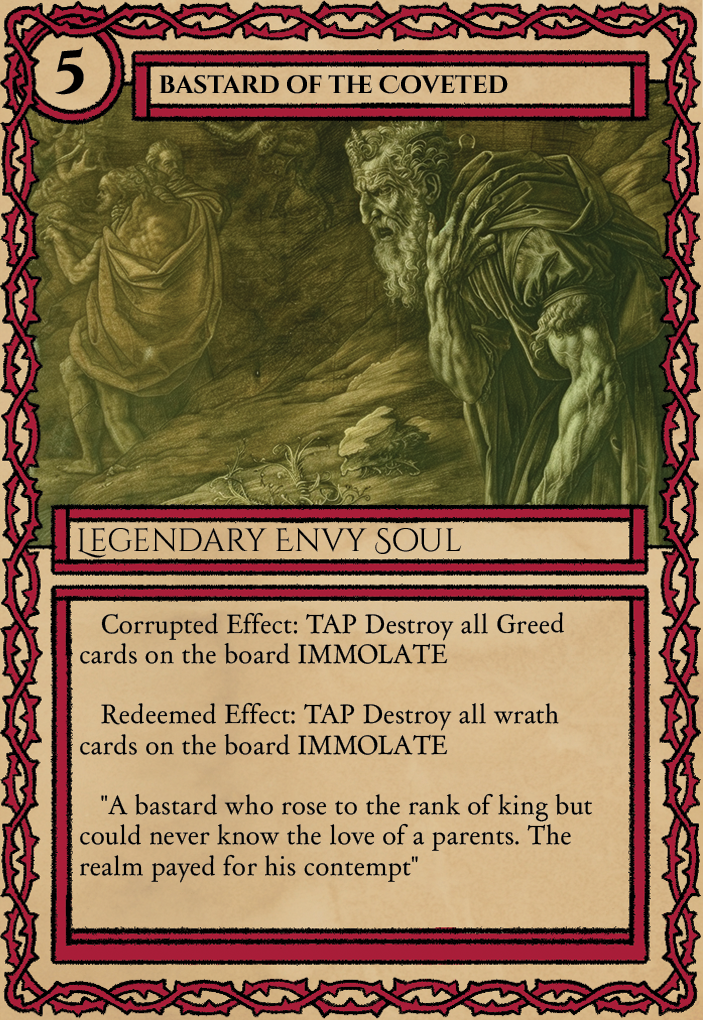 5
BASTARD OF THE COVETED
LEGENDARY ENVY SOUL
Corrupted Effect: TAP Destroy all Greed
cards on the board IMMOLATE
Redeemed Effect: TAP Destroy all wrath
cards on the board IMMOLATE
"A bastard who rose to the rank of king but
could never know the love of a parents. The
realm payed for his contempt"